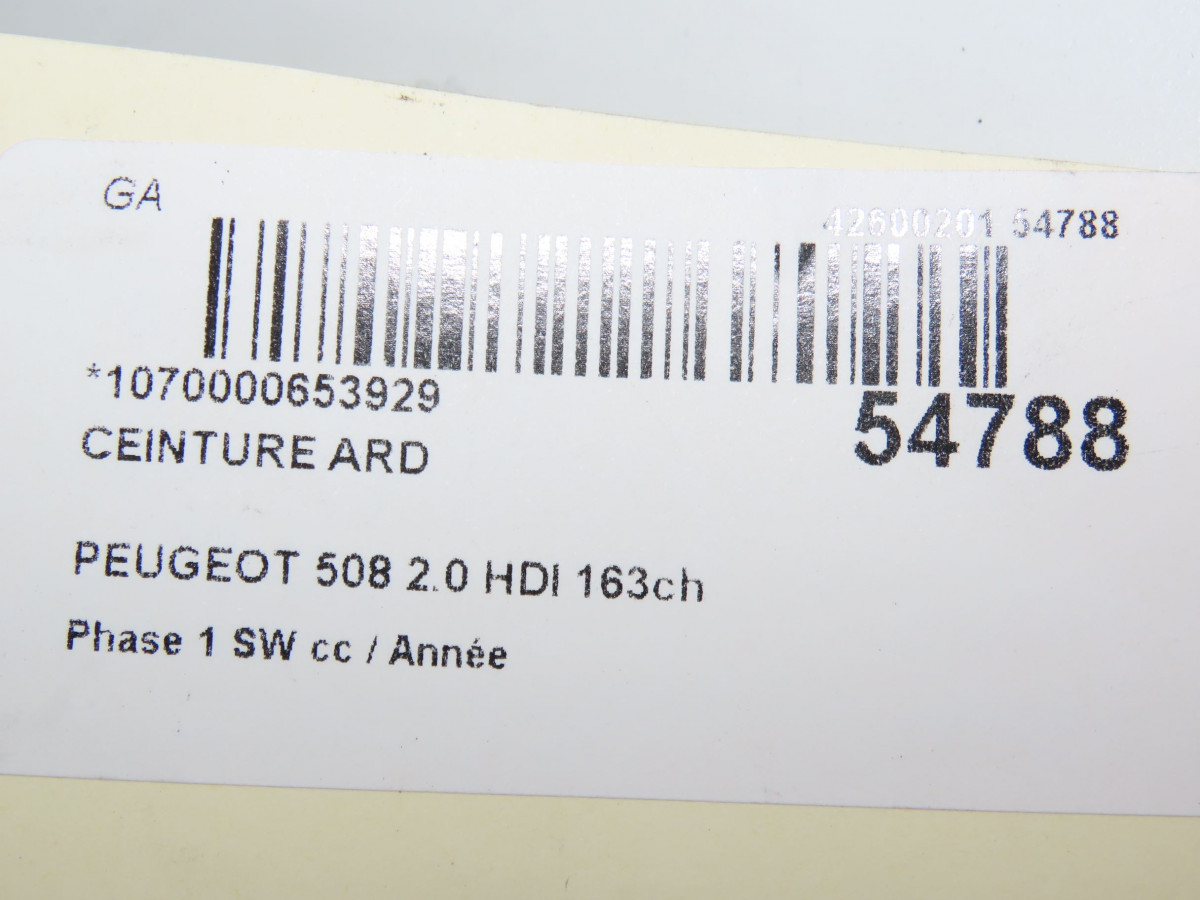 GA
42600201 54788
*1070000653929
54788
CEINTURE ARD
PEUGEOT 508 2.0 HDI 163ch
Phase 1 SW cc / Année